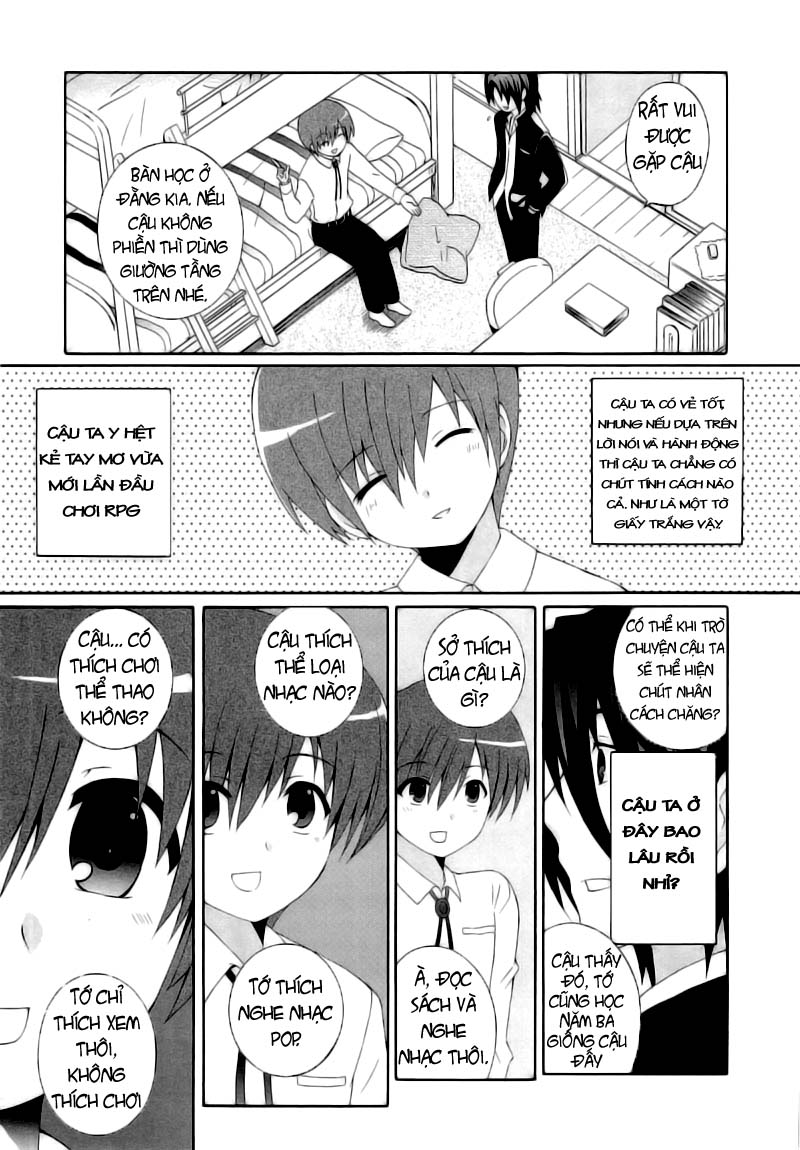 RẤT VUI
ĐƯỢC
GẶP CẬU
BÀN HỌC Ở
ĐẰNG KIA. NẾU
CẬU KHÔNG
PHIỀN THÌ DÙNG
GIƯỜNG TẦNG
TRÊN NHÉ.
CẬU TA CÓ VẺ TỐT,
NHƯNG NẾU DỰA TRÊN
LỜI NÓI VÀ HÀNH ĐỘNG
THÌ CẬU TA CHẲNG CÓ
CHÚT TÍNH CÁCH NÀO
CẢ. NHƯ LÀ MỘT TỜ
GIẤY TRẮNG VẬY.
CẬU TA Y HỆT
KẺ TAY MƠ VỪA
MỚI LẦN ĐẦU
CHƠI RPG
CÓ THỂ KHI TRÒ
CHUYỆN CẬU TA
SẼ THỂ HIỆN
CHÚT NHÂN
CÁCH CHĂNG?
CẬU TA Ở
ĐÂY BAO
LÂU RỒI
NHỈ?
CẬU THẤY
ĐÓ, TỚ
CŨNG HỌC
NĂM BA
GIỐNG CẬU
ĐẤY
SỞ THÍCH
CỦA CẬU LÀ
GÌ?
À, ĐỌC
SÁCH VÀ
NGHE
NHẠC THÔI.
CẬU THÍCH
THỂ LOẠI
NHẠC NÀO?
TỚ THÍCH
NGHE NHẠC
POP.
CẬU... CÓ
THÍCH CHƠI
THỂ THAO
KHÔNG?
TỚ CHỈ
THÍCH XEM
THÔI,
KHÔNG
THÍCH CHƠI